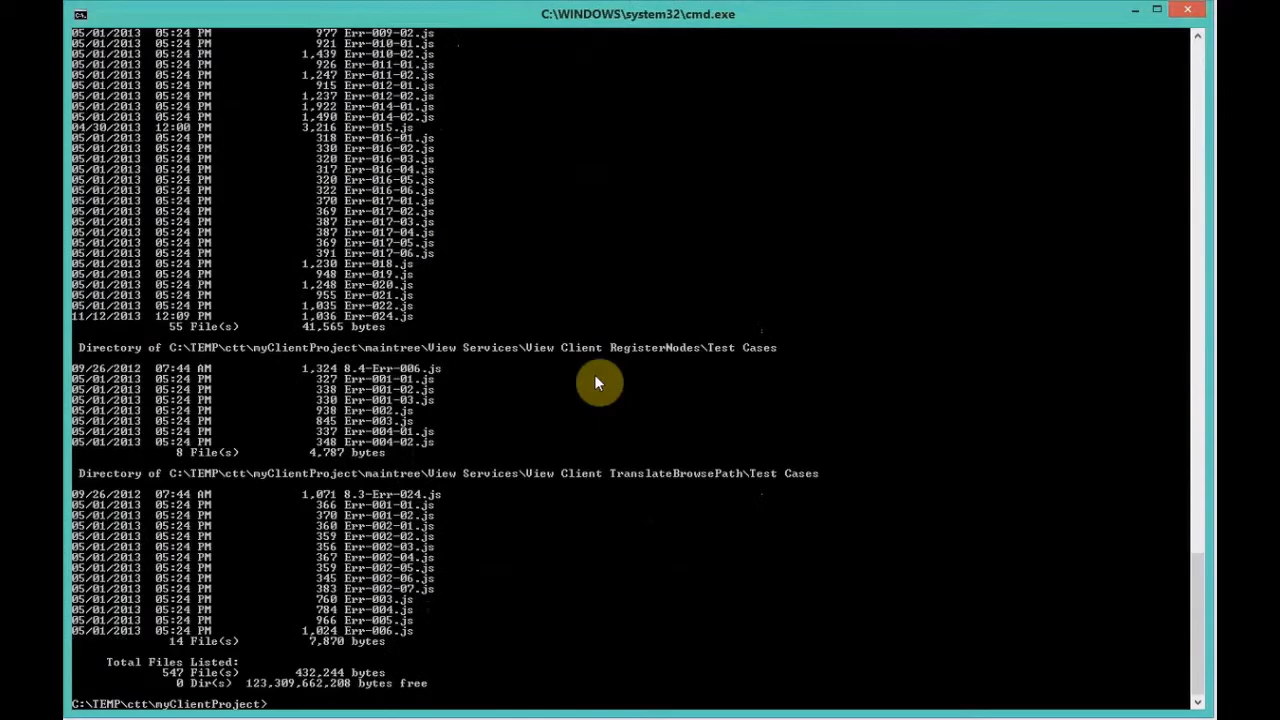 C:\WINDOWS\system32\cmd.exe
05/01/2013  05:24 PM               977 Err-009-02.js
05/01/2013  05:24 PM               921 Err-010-01.js
05/01/2013  05:24 PM             1,439 Err-010-02.js
05/01/2013  05:24 PM               926 Err-011-01.js
05/01/2013  05:24 PM             1,247 Err-011-02.js
05/01/2013  05:24 PM               915 Err-012-01.js
05/01/2013  05:24 PM             1,237 Err-012-02.js
05/01/2013  05:24 PM             1,922 Err-014-01.js
05/01/2013  05:24 PM             1,490 Err-014-02.js
04/30/2013  12:00 PM             3,216 Err-015.js
05/01/2013  05:24 PM               318 Err-016-01.js
05/01/2013  05:24 PM               330 Err-016-02.js
05/01/2013  05:24 PM               320 Err-016-03.js
05/01/2013  05:24 PM               317 Err-016-04.js
05/01/2013  05:24 PM               320 Err-016-05.js
05/01/2013  05:24 PM               322 Err-016-06.js
05/01/2013  05:24 PM               370 Err-017-01.js
05/01/2013  05:24 PM               369 Err-017-02.js
05/01/2013  05:24 PM               387 Err-017-03.js
05/01/2013  05:24 PM               387 Err-017-04.js
05/01/2013  05:24 PM               369 Err-017-05.js
05/01/2013  05:24 PM               391 Err-017-06.js
05/01/2013  05:24 PM             1,230 Err-018.js
05/01/2013  05:24 PM               948 Err-019.js
05/01/2013  05:24 PM             1,248 Err-020.js
05/01/2013  05:24 PM               955 Err-021.js
05/01/2013  05:24 PM             1,035 Err-022.js
11/12/2013  12:09 PM             1,036 Err-024.js
55 File(s)         41,565 bytes
Directory of C:\TEMP\ctt\myClientProject\maintree\View Services\View Client RegisterNodes\Test Cases
09/26/2012  07:44 AM             1,324 8.4-Err-006.js
05/01/2013  05:24 PM               327 Err-001-01.js
05/01/2013  05:24 PM               338 Err-001-02.js
05/01/2013  05:24 PM               330 Err-001-03.js
05/01/2013  05:24 PM               938 Err-002.js
05/01/2013  05:24 PM               845 Err-003.js
05/01/2013  05:24 PM               337 Err-004-01.js
05/01/2013  05:24 PM               348 Err-004-02.js
8 File(s)          4,787 bytes
Directory of C:\TEMP\ctt\myClientProject\maintree\View Services\View Client TranslateBrowsePath\Test Cases
09/26/2012  07:44 AM             1,071 8.3-Err-024.js
05/01/2013  05:24 PM               366 Err-001-01.js
05/01/2013  05:24 PM               370 Err-001-02.js
05/01/2013  05:24 PM               360 Err-002-01.js
05/01/2013  05:24 PM               359 Err-002-02.js
05/01/2013  05:24 PM               356 Err-002-03.js
05/01/2013  05:24 PM               367 Err-002-04.js
05/01/2013  05:24 PM               359 Err-002-05.js
05/01/2013  05:24 PM               345 Err-002-06.js
05/01/2013  05:24 PM               383 Err-002-07.js
05/01/2013  05:24 PM               760 Err-003.js
05/01/2013  05:24 PM               784 Err-004.js
05/01/2013  05:24 PM               966 Err-005.js
05/01/2013  05:24 PM             1,024 Err-006.js
14 File(s)          7,870 bytes
Total Files Listed:
547 File(s)        432,244 bytes
0 Dir(s)  123,309,662,208 bytes free
C:\TEMP\ctt\myClientProject>